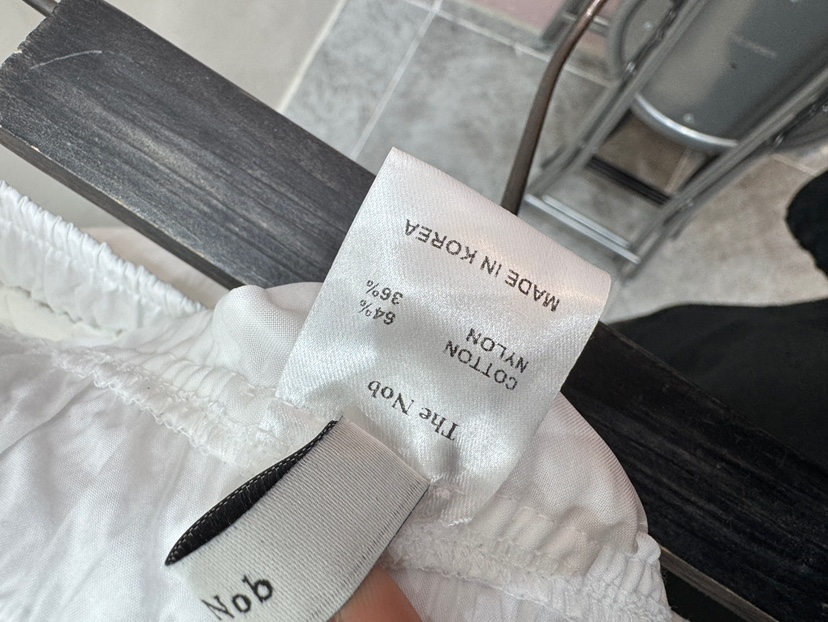 The Nob
COTTON 64%
NYLON 36%
MADE IN KOREA
Nob